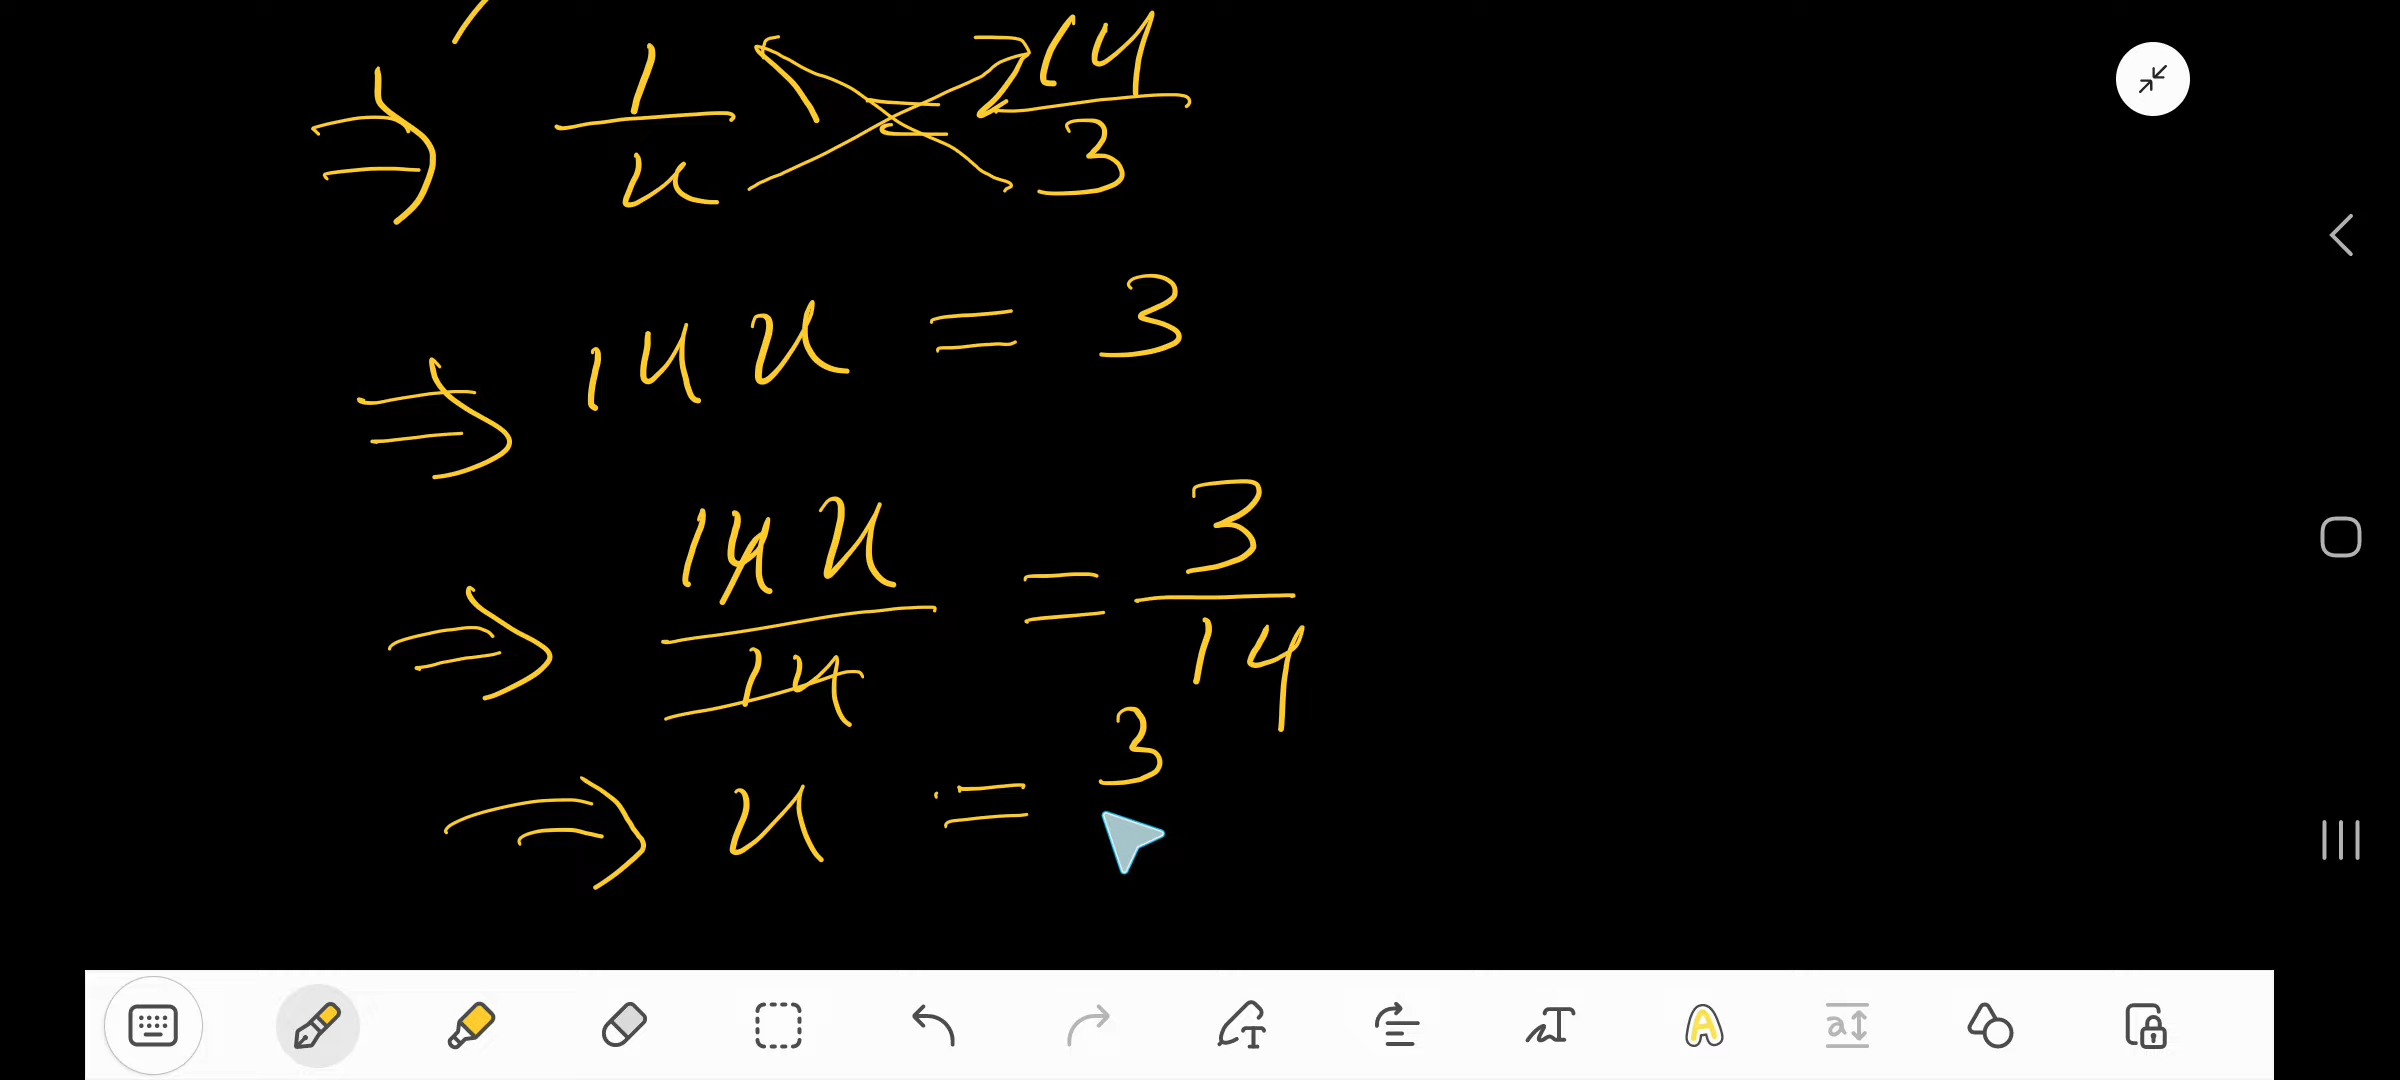 ⇒ 1/u = 14/3
⇒ 14u = 3
⇒ 14u/14 = 3/14
⇒ u = 3